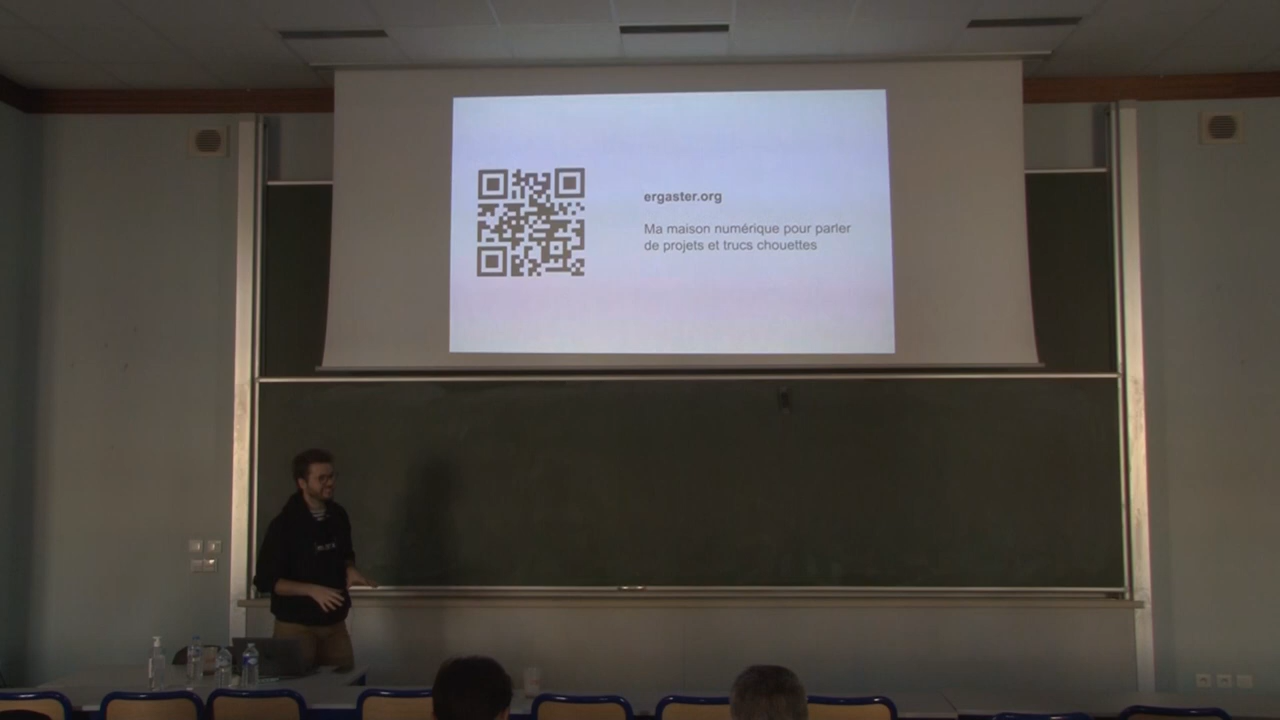 ergaster.org
Ma maison numérique pour parler
de projets et trucs chouettes